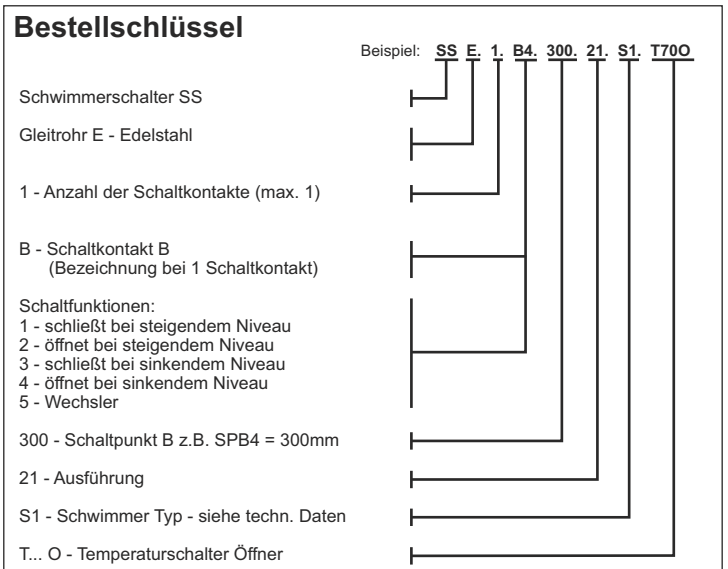 Bestellschlüssel
Beispiel: SS E. 1. B4. 300. 21. S1. T70O
Schwimmerschalter SS
Gleitrohr E - Edelstahl
1 - Anzahl der Schaltkontakte (max. 1)
B - Schaltkontakt B
(Bezeichnung bei 1 Schaltkontakt)
Schaltfunktionen:
1 - schließt bei steigendem Niveau
2 - öffnet bei steigendem Niveau
3 - schließt bei sinkendem Niveau
4 - öffnet bei sinkendem Niveau
5 - Wechsler
300 - Schaltpunkt B z.B. SPB4 = 300mm
21 - Ausführung
S1 - Schwimmer Typ - siehe techn. Daten
T... O - Temperaturschalter Öffner